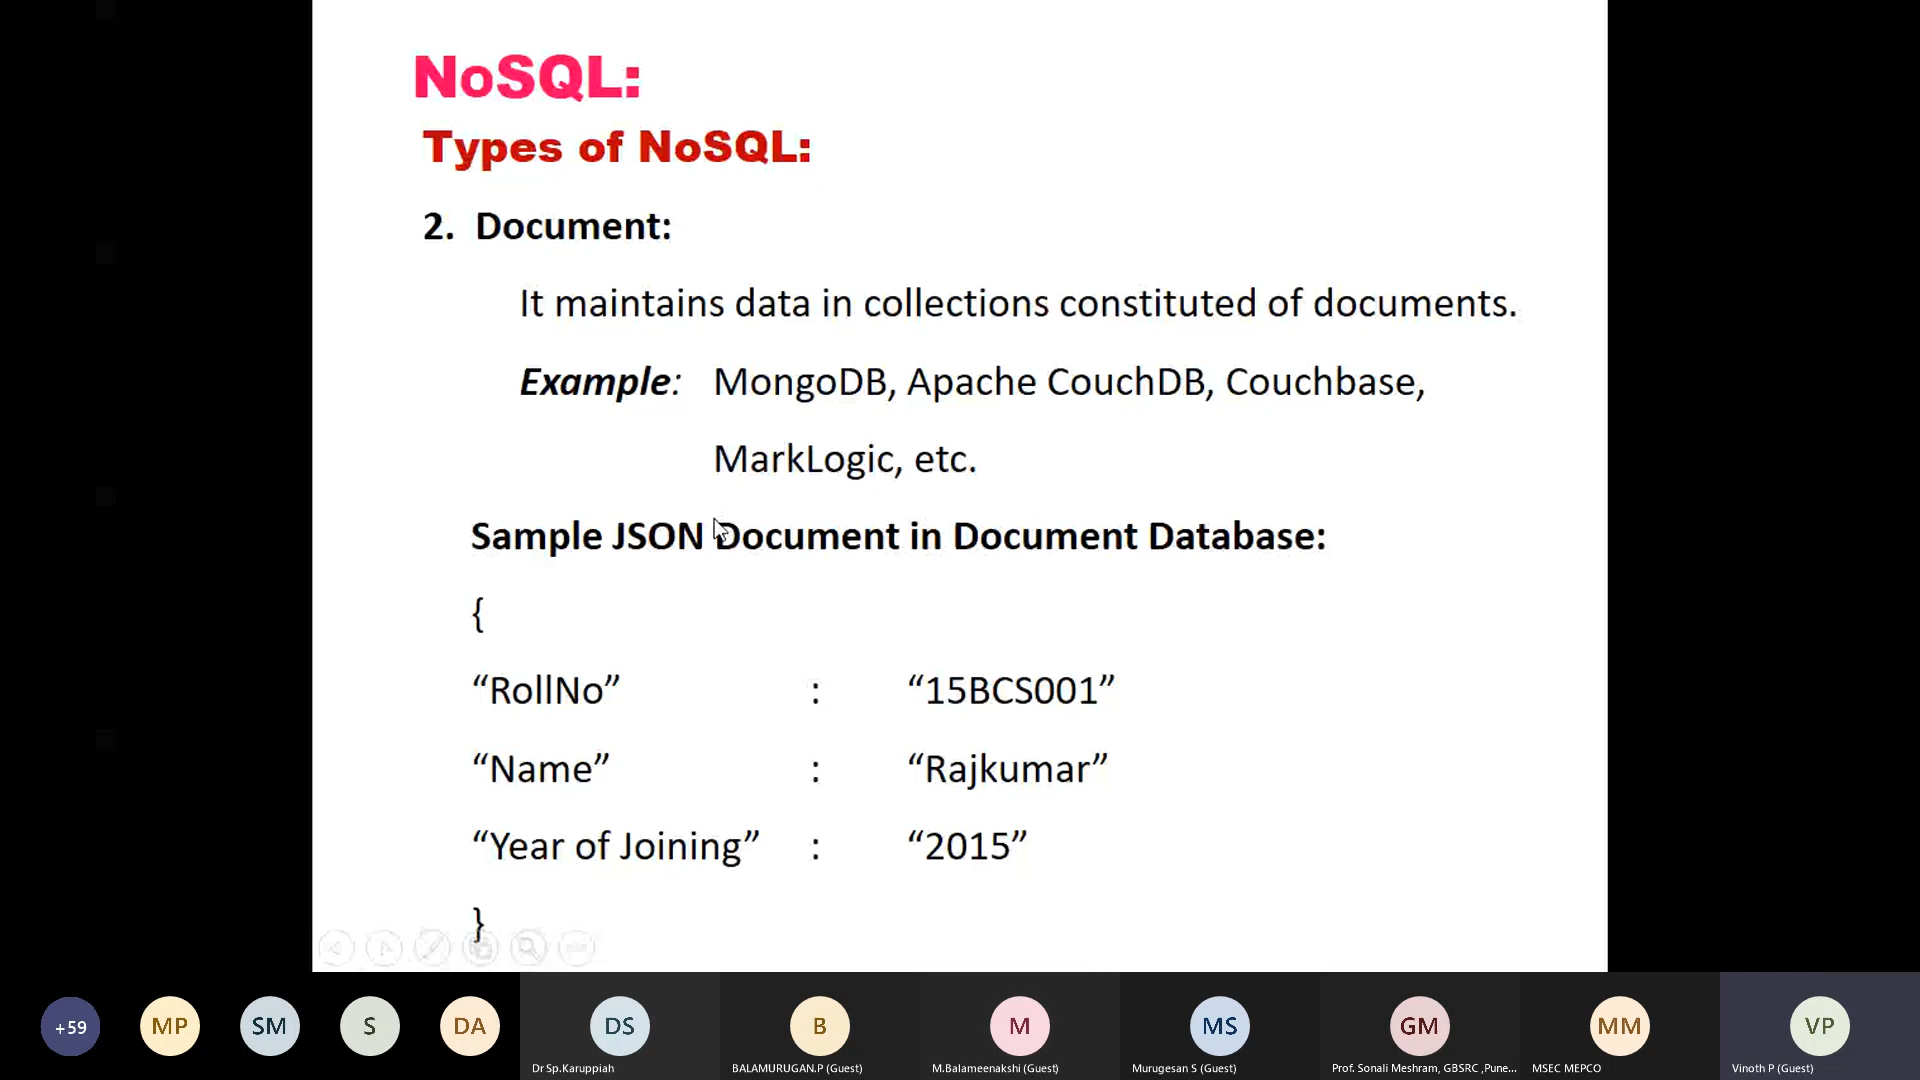 NoSQL:
Types of NoSQL:
2. Document:
It maintains data in collections constituted of documents.
Example: MongoDB, Apache CouchDB, Couchbase,
MarkLogic, etc.
Sample JSON Document in Document Database:
{
“RollNo” : “15BCS001”
“Name” : “Rajkumar”
“Year of Joining” : “2015”
}
+59 MP SM S DA DS B M MS GM MM VP
Dr Sp.Karuppiah BALAMURUGAN.P (Guest) M.Balameenakshi (Guest) Murugesan S (Guest) Prof. Sonali Meshram, GBSRC ,Pune... MSEC MEPCO Vinoth P (Guest)